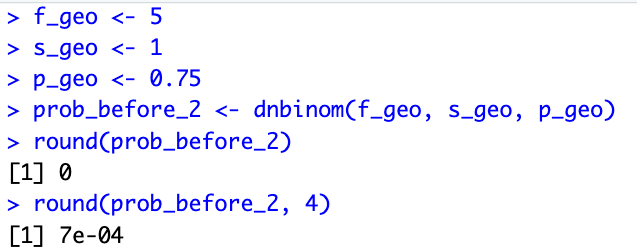 > f_geo <- 5
> s_geo <- 1
> p_geo <- 0.75
> prob_before_2 <- dnbinom(f_geo, s_geo, p_geo)
> round(prob_before_2)
[1] 0
> round(prob_before_2, 4)
[1] 7e-04